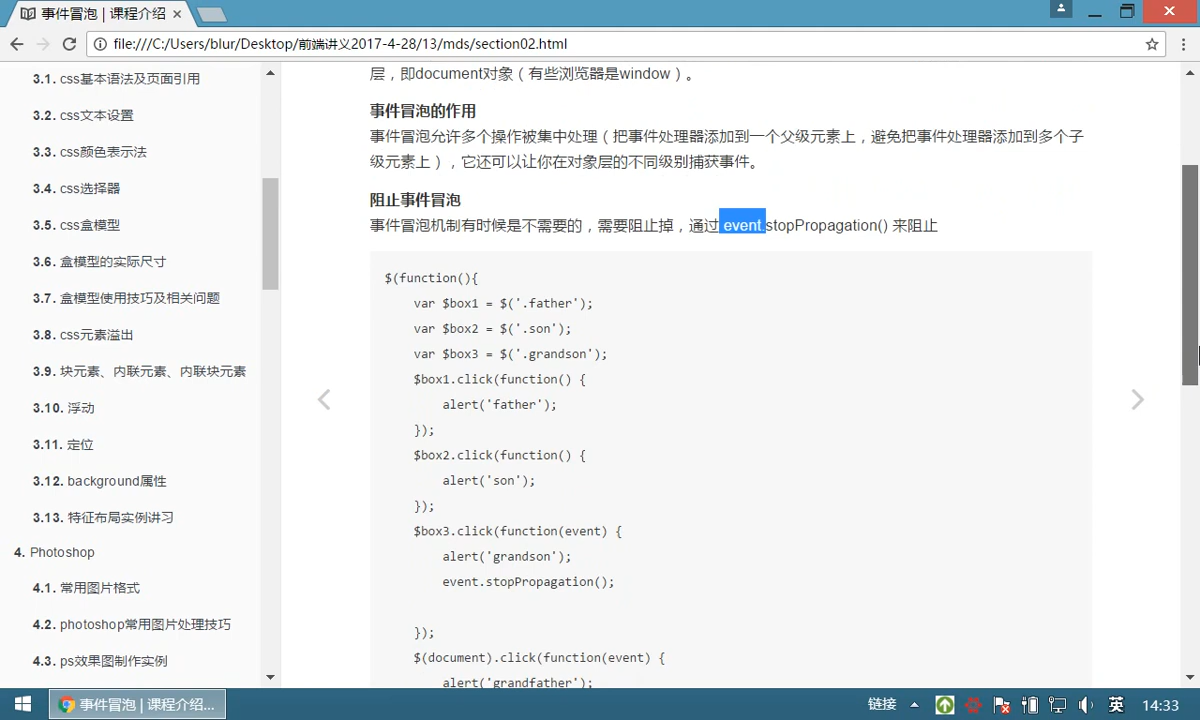 事件冒泡 | 课程介绍
file:///C:/Users/blur/Desktop/前端讲义2017-4-28/13/mds/section02.html
3.1. css基本语法及页面引用
3.2. css文本设置
3.3. css颜色表示法
3.4. css选择器
3.5. css盒模型
3.6. 盒模型的实际尺寸
3.7. 盒模型使用技巧及相关问题
3.8. css元素溢出
3.9. 块元素、内联元素、内联块元素
3.10. 浮动
3.11. 定位
3.12. background属性
3.13. 特征布局实例讲习
4. Photoshop
4.1. 常用图片格式
4.2. photoshop常用图片处理技巧
4.3. ps效果图制作实例
层，即document对象（有些浏览器是window）。
事件冒泡的作用
事件冒泡允许多个操作被集中处理（把事件处理器添加到一个父级元素上，避免把事件处理器添加到多个子
级元素上），它还可以让你在对象层的不同级别捕获事件。
阻止事件冒泡
事件冒泡机制有时候是不需要的，需要阻止掉，通过 event.stopPropagation() 来阻止
$(function(){
var $box1 = $('.father');
var $box2 = $('.son');
var $box3 = $('.grandson');
$box1.click(function() {
alert('father');
});
$box2.click(function() {
alert('son');
});
$box3.click(function(event) {
alert('grandson');
event.stopPropagation();
});
$(document).click(function(event) {
alert('grandfather');
事件冒泡 | 课程介绍...
链接
英
14:33